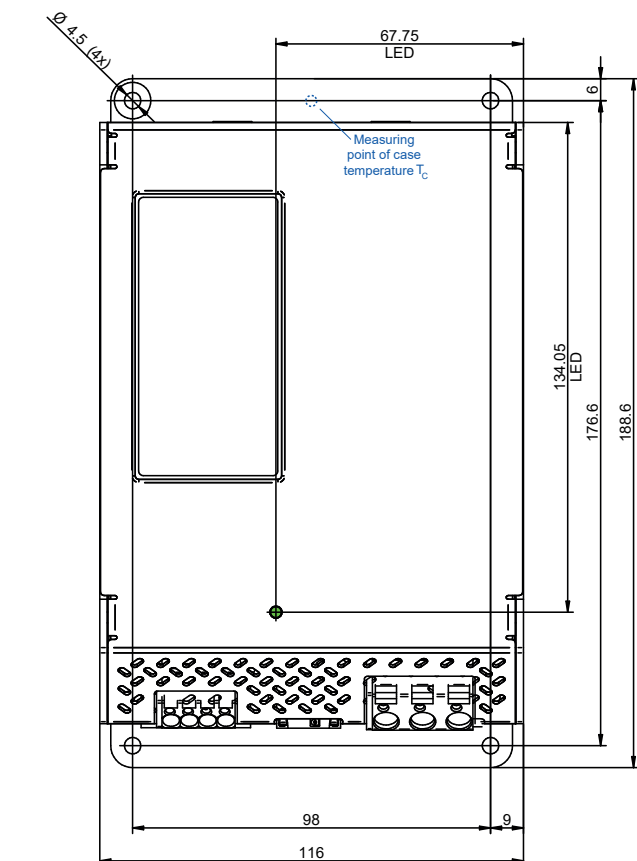 Ø 4.5 (4x)
67.75
LED
6
Measuring
point of case
temperature TC
134.05
LED
176.6
188.6
98
9
116